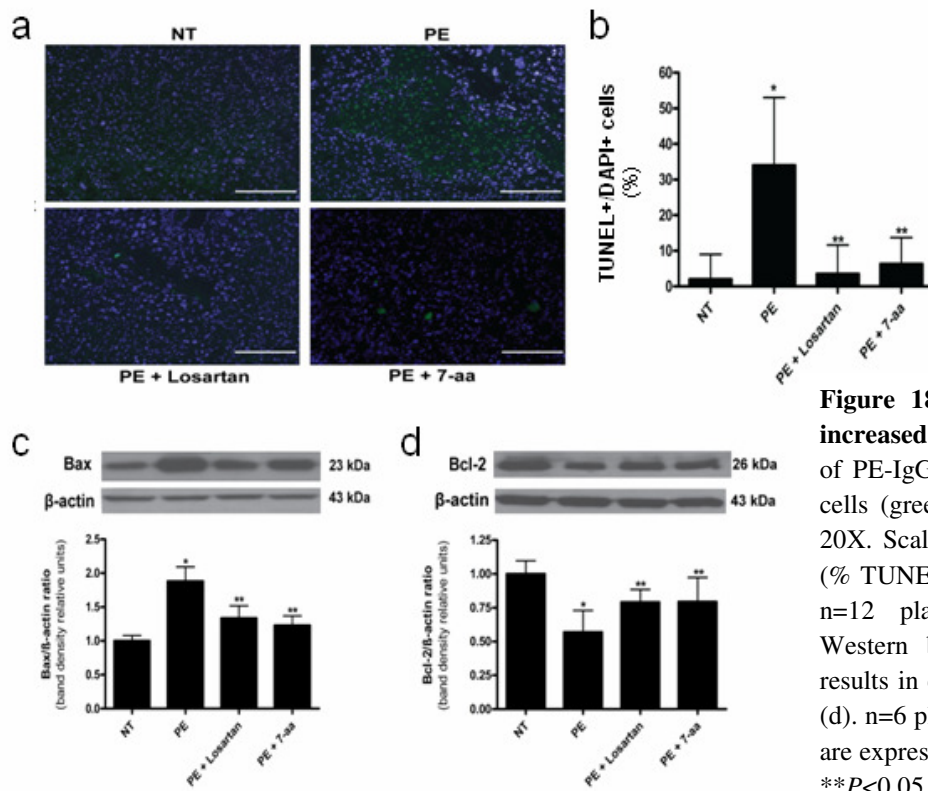 a
NT
PE
PE + Losartan
PE + 7-aa
b
TUNEL+/DAPI+ cells
(%)
60
50
40
30
20
10
0
*
**
**
NT
PE
PE + Losartan
PE + 7-aa
c
Bax
23 kDa
β-actin
43 kDa
Bax/ß-actin ratio
(band density relative units)
2.5
2.0
1.5
1.0
0.5
0.0
*
**
**
NT
PE
PE + Losartan
PE + 7-aa
d
Bcl-2
26 kDa
β-actin
43 kDa
Bcl-2/ß-actin ratio
(band density relative units)
1.25
1.00
0.75
0.50
0.25
0.00
*
**
**
NT
PE
PE + Losartan
PE + 7-aa
Figure 18
increased
of PE-IgG
cells (gree
20X. Scal
(% TUNE
n=12 pla
Western b
results in
(d). n=6 p
are expres
**P<0.05